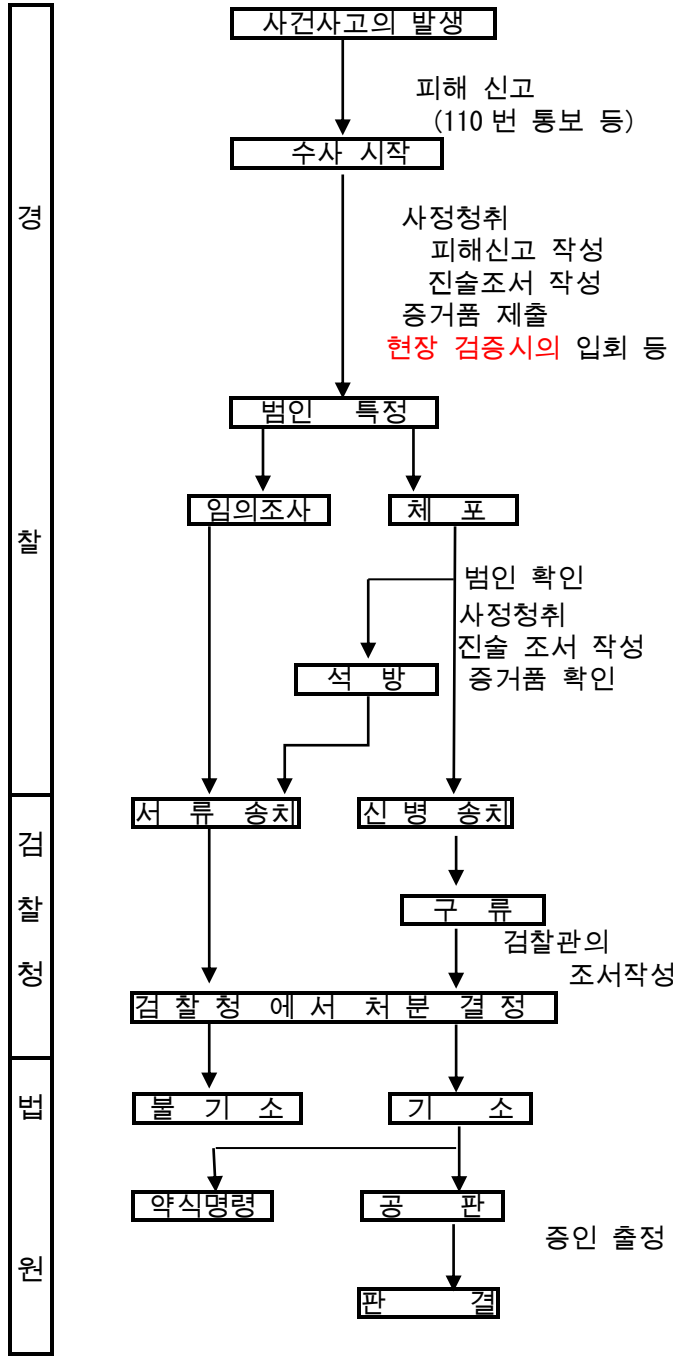 사건사고의 발생
피해 신고
(110번 통보 등)
수사 시작
경
사정청취
피해신고 작성
진술조서 작성
증거품 제출
현장 검증시의 입회 등
범인 특정
임의조사
체 포
찰
범인 확인
사정청취
진술 조서 작성
석 방
증거품 확인
서 류 송치
신 병 송치
검
찰
청
구 류
검찰관의
조서작성
검 찰 청 에 서 처 분 결 정
법
불 기 소
기 소
약식명령
공 판
증인 출정
원
판 결